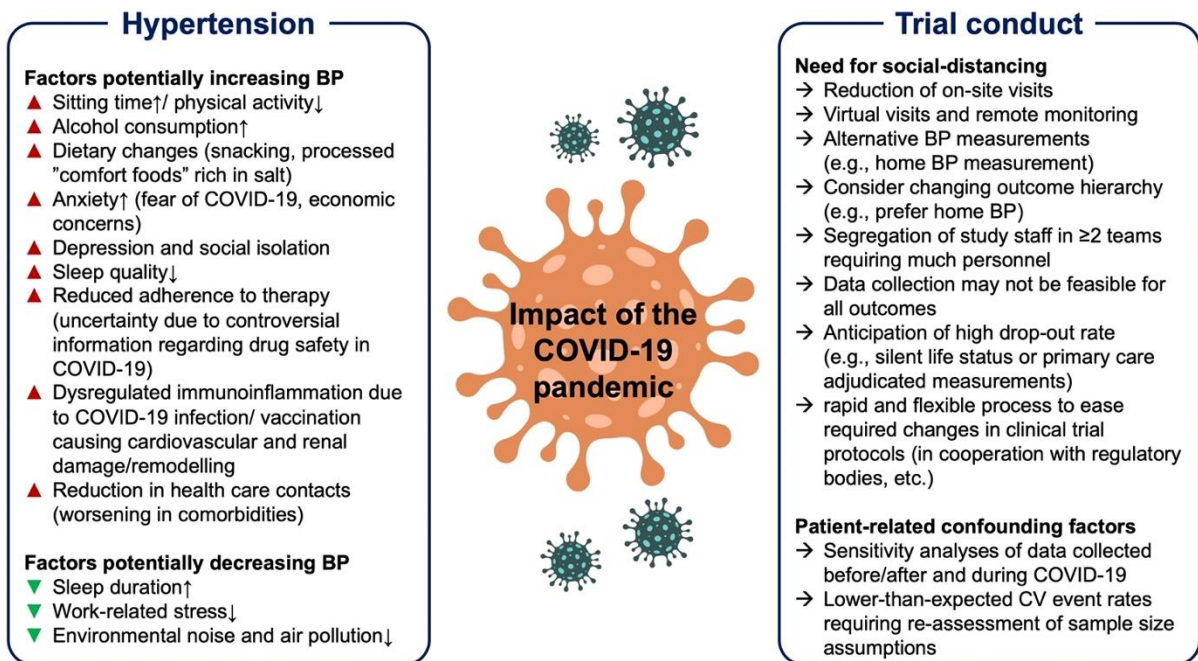 Hypertension
Factors potentially increasing BP
▲ Sitting time↑/ physical activity↓
▲ Alcohol consumption↑
▲ Dietary changes (snacking, processed
”comfort foods” rich in salt)
▲ Anxiety↑ (fear of COVID-19, economic
concerns)
▲ Depression and social isolation
▲ Sleep quality↓
▲ Reduced adherence to therapy
(uncertainty due to controversial
information regarding drug safety in
COVID-19)
▲ Dysregulated immunoinflammation due
to COVID-19 infection/ vaccination
causing cardiovascular and renal
damage/remodelling
▲ Reduction in health care contacts
(worsening in comorbidities)
Factors potentially decreasing BP
▼ Sleep duration↑
▼ Work-related stress↓
▼ Environmental noise and air pollution↓
Impact of the
COVID-19
pandemic
Trial conduct
Need for social-distancing
→ Reduction of on-site visits
→ Virtual visits and remote monitoring
→ Alternative BP measurements
(e.g., home BP measurement)
→ Consider changing outcome hierarchy
(e.g., prefer home BP)
→ Segregation of study staff in ≥2 teams
requiring much personnel
→ Data collection may not be feasible for
all outcomes
→ Anticipation of high drop-out rate
(e.g., silent life status or primary care
adjudicated measurements)
→ rapid and flexible process to ease
required changes in clinical trial
protocols (in cooperation with regulatory
bodies, etc.)
Patient-related confounding factors
→ Sensitivity analyses of data collected
before/after and during COVID-19
→ Lower-than-expected CV event rates
requiring re-assessment of sample size
assumptions